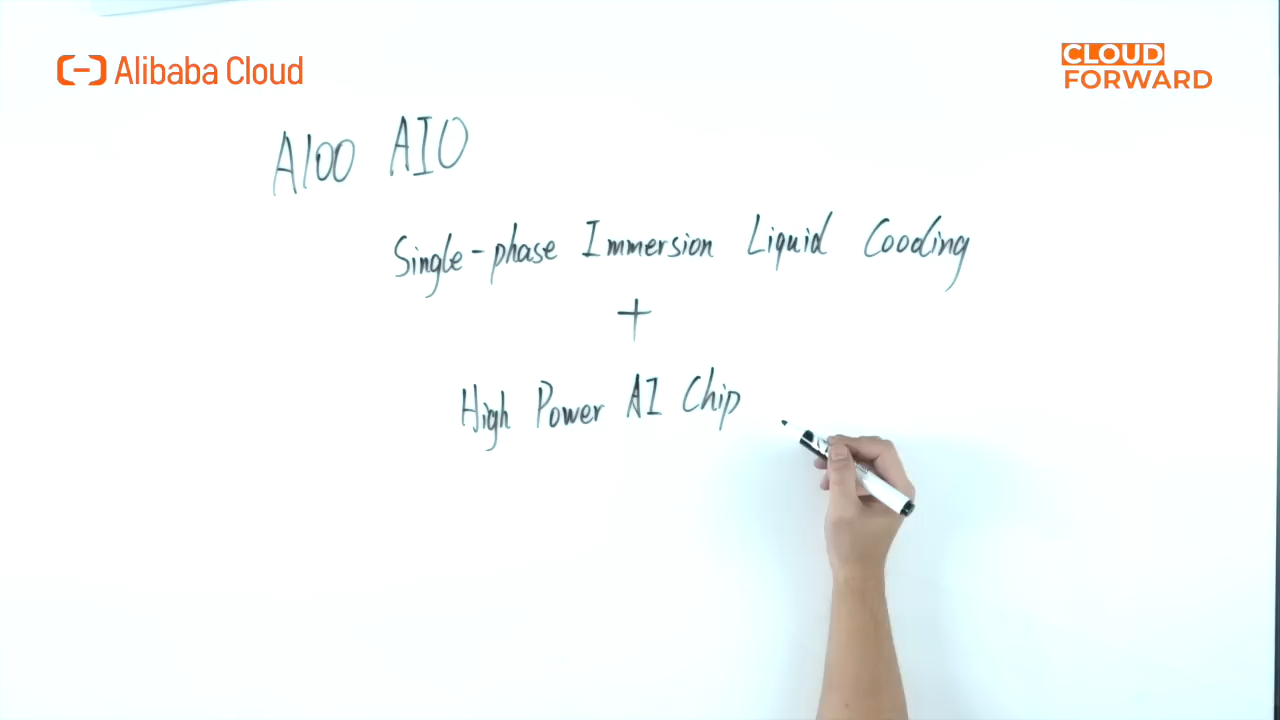 Alibaba Cloud
CLOUD
FORWARD
A100 AIO
Single-phase Immersion Liquid Cooding
+
High Power AI Chip